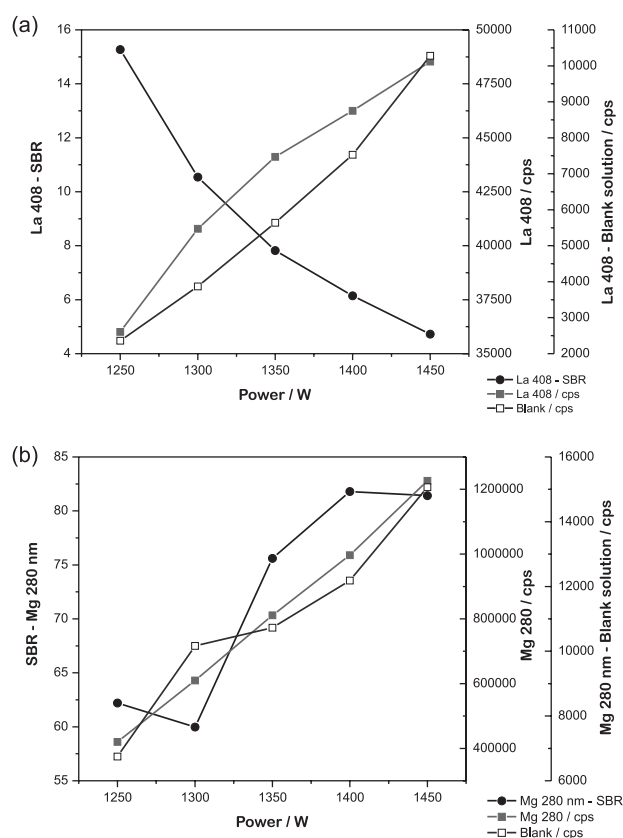 (a)
16
14
12
10
8
6
4
La 408 - SBR
50000
47500
45000
42500
40000
37500
35000
La 408 / cps
11000
10000
9000
8000
7000
6000
5000
4000
3000
2000
La 408 - Blank solution / cps
1250 1300 1350 1400 1450
Power / W
La 408 - SBR
La 408 / cps
Blank / cps
(b)
85
80
75
70
65
60
55
SBR - Mg 280 nm
1200000
1000000
800000
600000
400000
Mg 280 / cps
16000
14000
12000
10000
8000
6000
Mg 280 nm - Blank solution / cps
1250 1300 1350 1400 1450
Power / W
Mg 280 nm - SBR
Mg 280 / cps
Blank / cps